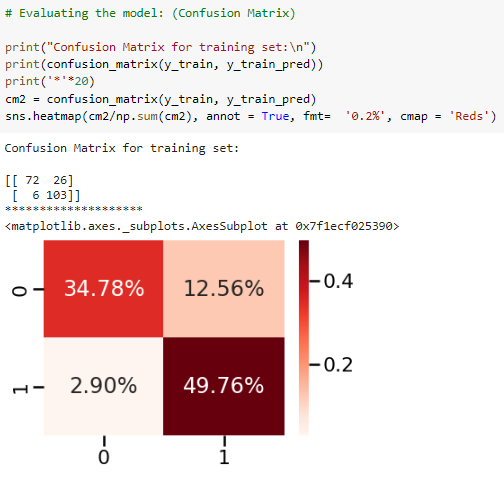 # Evaluating the model: (Confusion Matrix)
print("Confusion Matrix for training set:\n")
print(confusion_matrix(y_train, y_train_pred))
print('*'*20)
cm2 = confusion_matrix(y_train, y_train_pred)
sns.heatmap(cm2/np.sum(cm2), annot = True, fmt=  '0.2%', cmap = 'Reds')
Confusion Matrix for training set:
[[ 72  26]
 [  6 103]]
********************
<matplotlib.axes._subplots.AxesSubplot at 0x7f1ecf025390>
0 34.78% 12.56% 0.4
1 2.90% 49.76% 0.2
0 1